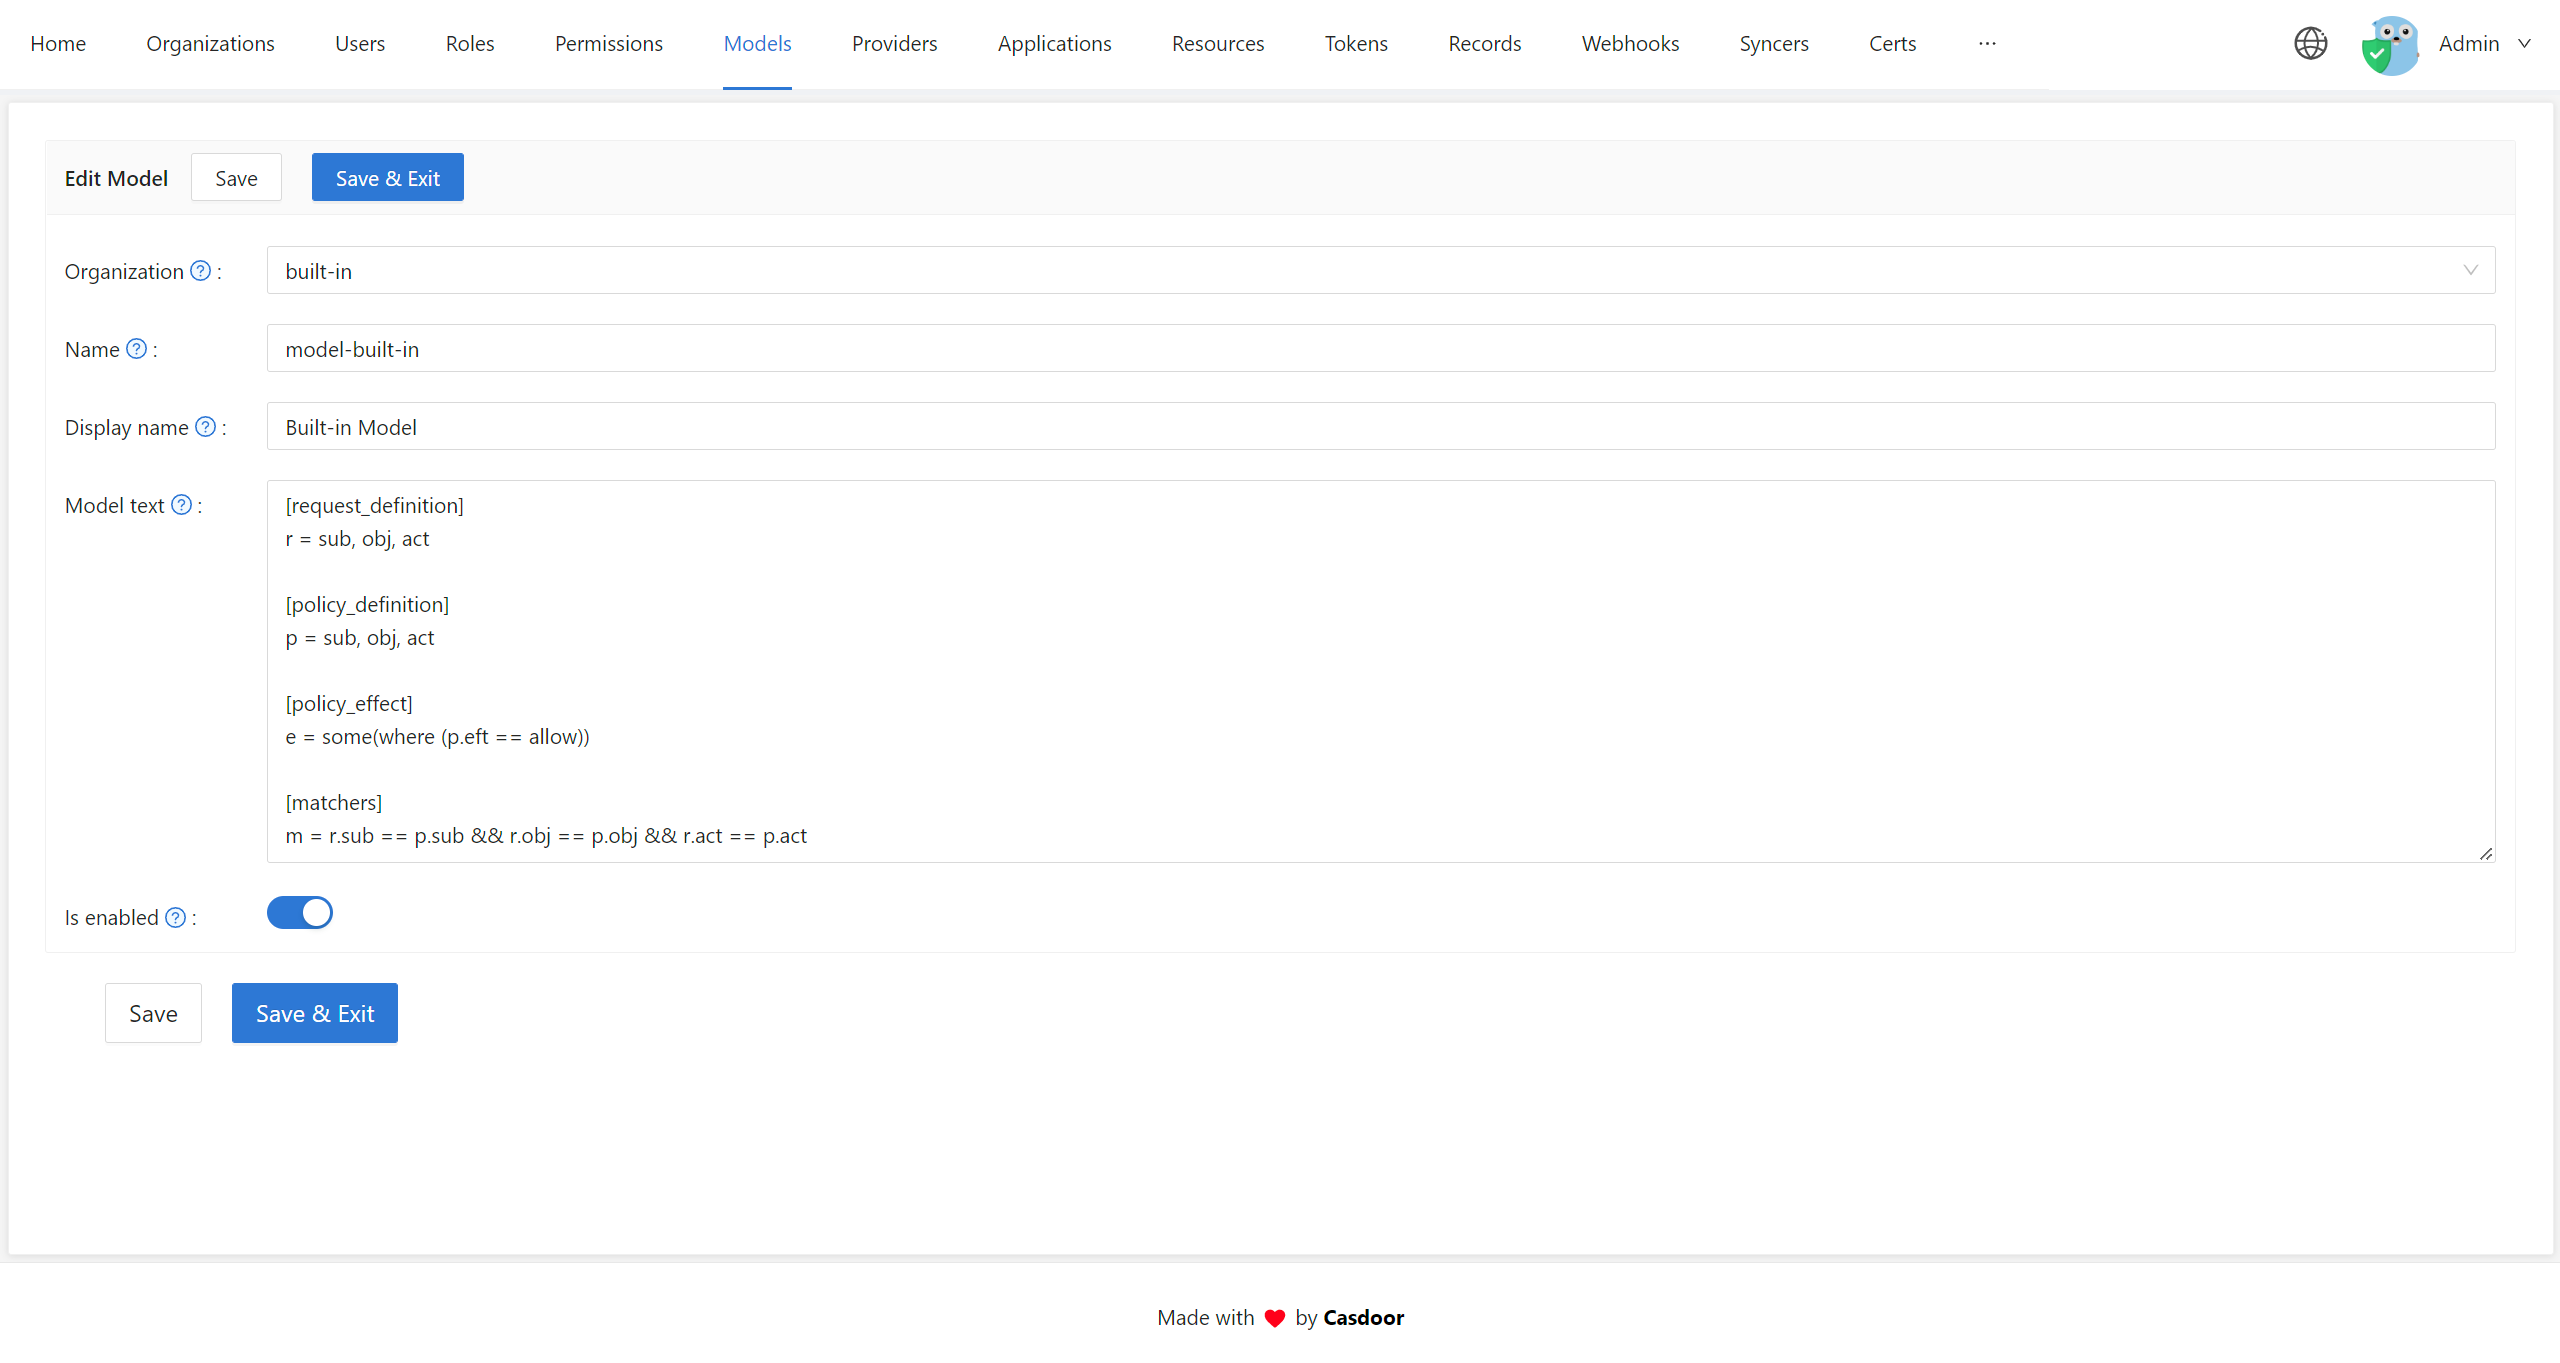 Home Organizations Users Roles Permissions Models Providers Applications Resources Tokens Records Webhooks Syncers Certs ··· Admin
Edit Model Save Save & Exit
Organization ? : built-in
Name ? : model-built-in
Display name ? : Built-in Model
Model text ? : [request_definition]
r = sub, obj, act
[policy_definition]
p = sub, obj, act
[policy_effect]
e = some(where (p.eft == allow))
[matchers]
m = r.sub == p.sub && r.obj == p.obj && r.act == p.act
Is enabled ? :
Save Save & Exit
Made with ❤ by Casdoor